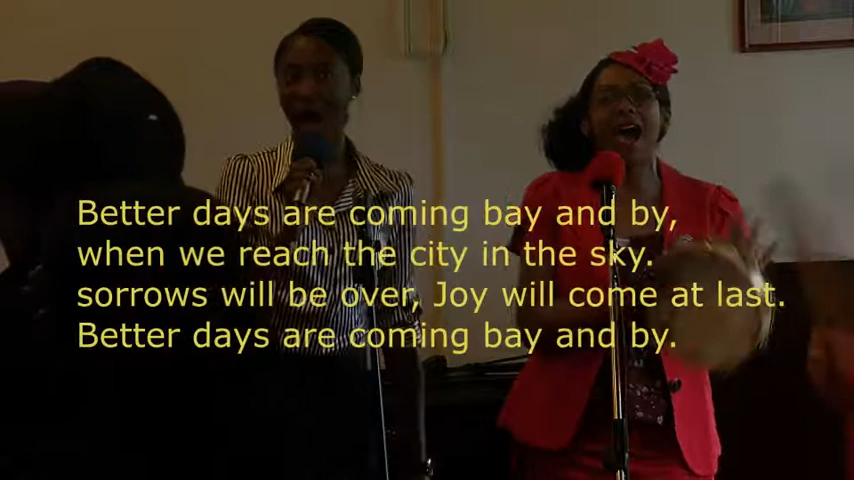 Better days are coming bay and by,
when we reach the city in the sky.
sorrows will be over, Joy will come at last.
Better days are coming bay and by.